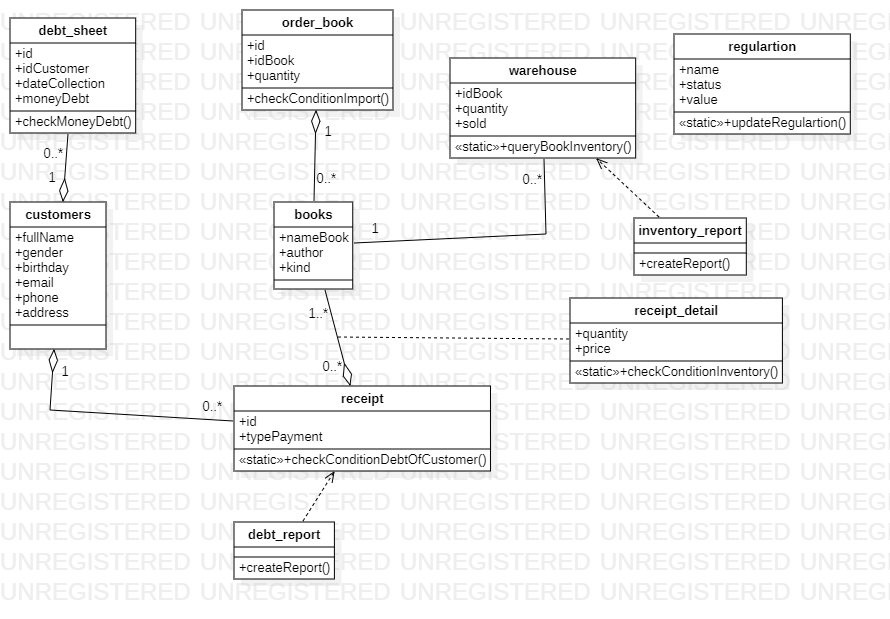 debt_sheet
+id
+idCustomer
+dateCollection
+moneyDebt
+checkMoneyDebt()
order_book
+id
+idBook
+quantity
+checkConditionImport()
warehouse
+idBook
+quantity
+sold
«static»+queryBookInventory()
regulartion
+name
+status
+value
«static»+updateRegulartion()
0..*
1
1
0..*
0..*
1
customers
+fullName
+gender
+birthday
+email
+phone
+address
books
+nameBook
+author
+kind
inventory_report
+createReport()
1..*
0..*
receipt_detail
+quantity
+price
«static»+checkConditionInventory()
1
0..*
receipt
+id
+typePayment
«static»+checkConditionDebtOfCustomer()
debt_report
+createReport()
UNREGISTERED UNREGISTERED UNREGISTERED UNREGISTERED UNREGISTERED